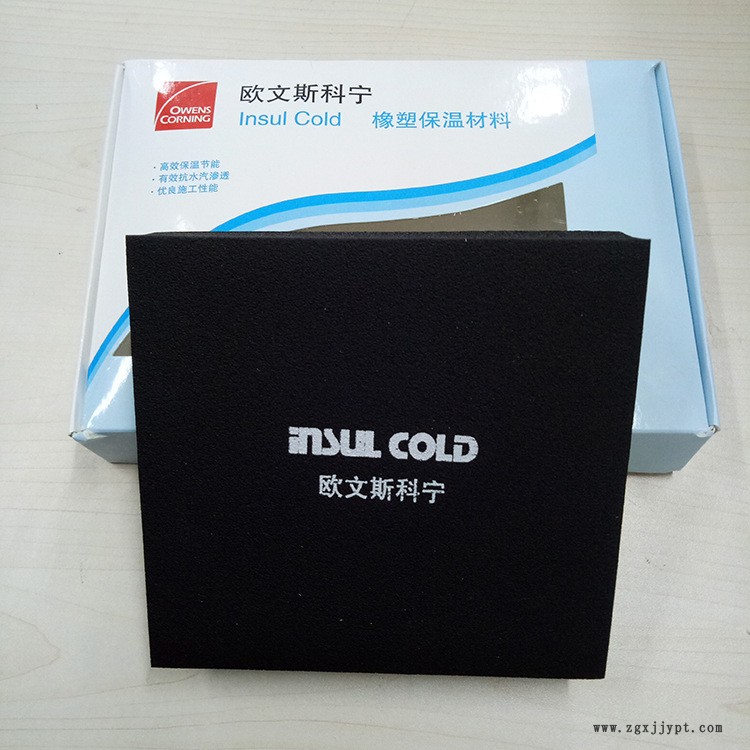 OWENS
CORNING
欧文斯科宁
Insul Cold 橡塑保温材料
· 高效保温节能
· 有效抗水汽渗透
· 优良施工性能
INSUL COLD
欧文斯科宁
www.zgxjjypt.com